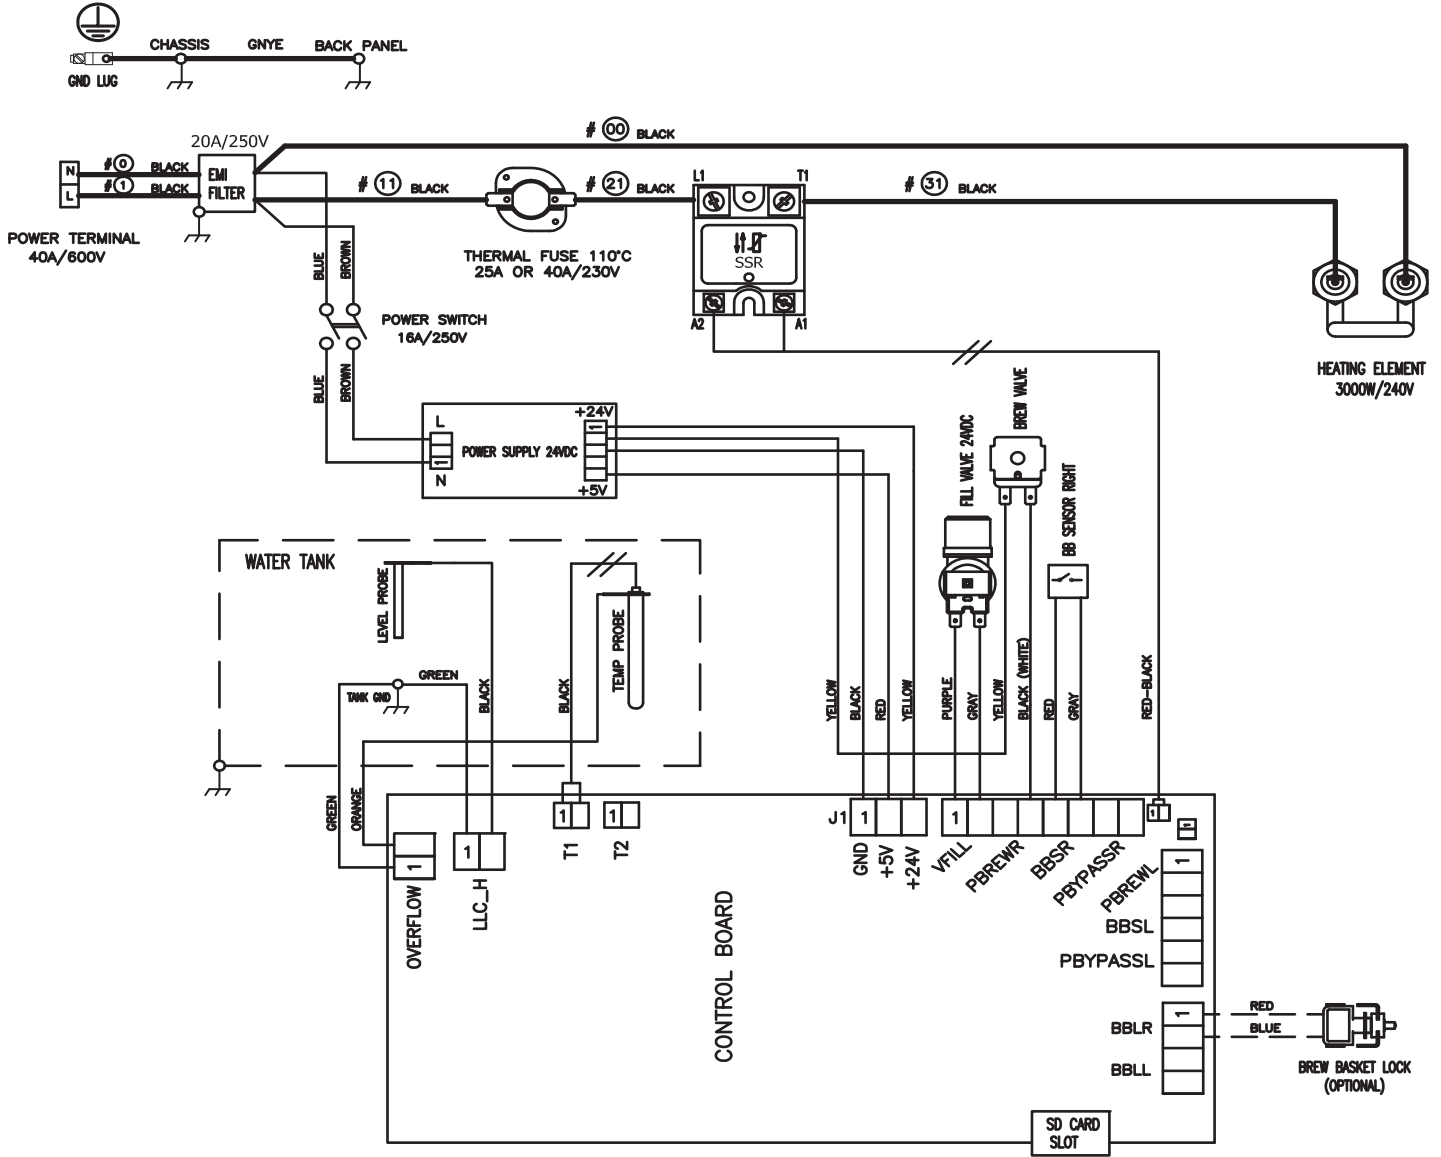 CHASSIS GNYE BACK PANEL
GND LUG
20A/250V
# 00 BLACK
N # 0 BLACK
L # 1 BLACK
EMI
FILTER
# 11 BLACK
# 21 BLACK
L1 T1
# 31 BLACK
POWER TERMINAL
40A/600V
THERMAL FUSE 110°C
25A OR 40A/230V
SSR
A2 A1
BLUE
BROWN
POWER SWITCH
16A/250V
BLUE
BROWN
HEATING ELEMENT
3000W/240V
L
N
1
POWER SUPPLY 24VDC
+24V
1
+5V
FILL VALVE 24VDC
BREW VALVE
BB SENSOR RIGHT
WATER TANK
LEVEL PROBE
TEMP PROBE
GREEN
TANK GND
BLACK
BLACK
YELLOW
BLACK
RED
YELLOW
PURPLE
GRAY
YELLOW
BLACK (WHITE)
RED
GRAY
RED-BLACK
GREEN
ORANGE
1
OVERFLOW
1
LLC_H
1
T1
1
T2
J1 1
GND
+5V
+24V
1
VFILL
PBREWR
BBSR
PBYPASSR
1
1
1
PBREWL
BBSL
PBYPASSL
1
BBLR
BBLL
RED
BLUE
BREW BASKET LOCK
(OPTIONAL)
CONTROL BOARD
SD CARD
SLOT